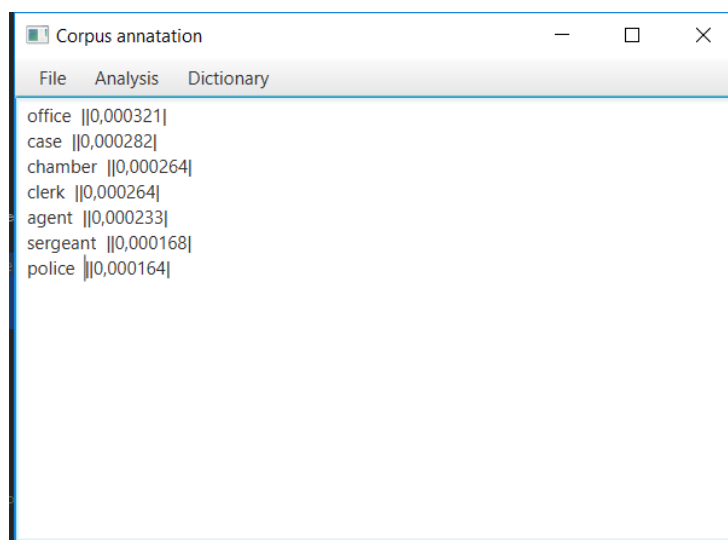 Corpus annatation
File Analysis Dictionary
office ||0,000321|
case ||0,000282|
chamber ||0,000264|
clerk ||0,000264|
agent ||0,000233|
sergeant ||0,000168|
police ||0,000164|